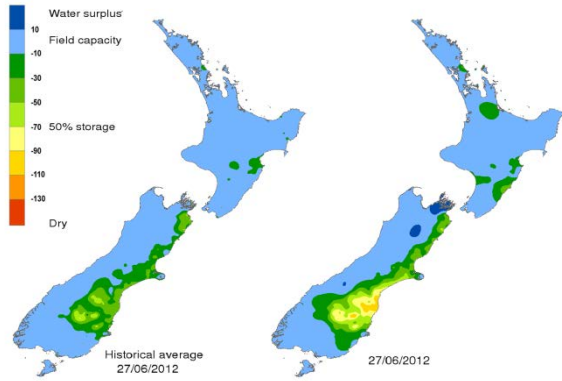 Water surplus
10
Field capacity
-10
-30
-50
50% storage
-70
-90
-110
-130
Dry
Historical average
27/06/2012
27/06/2012